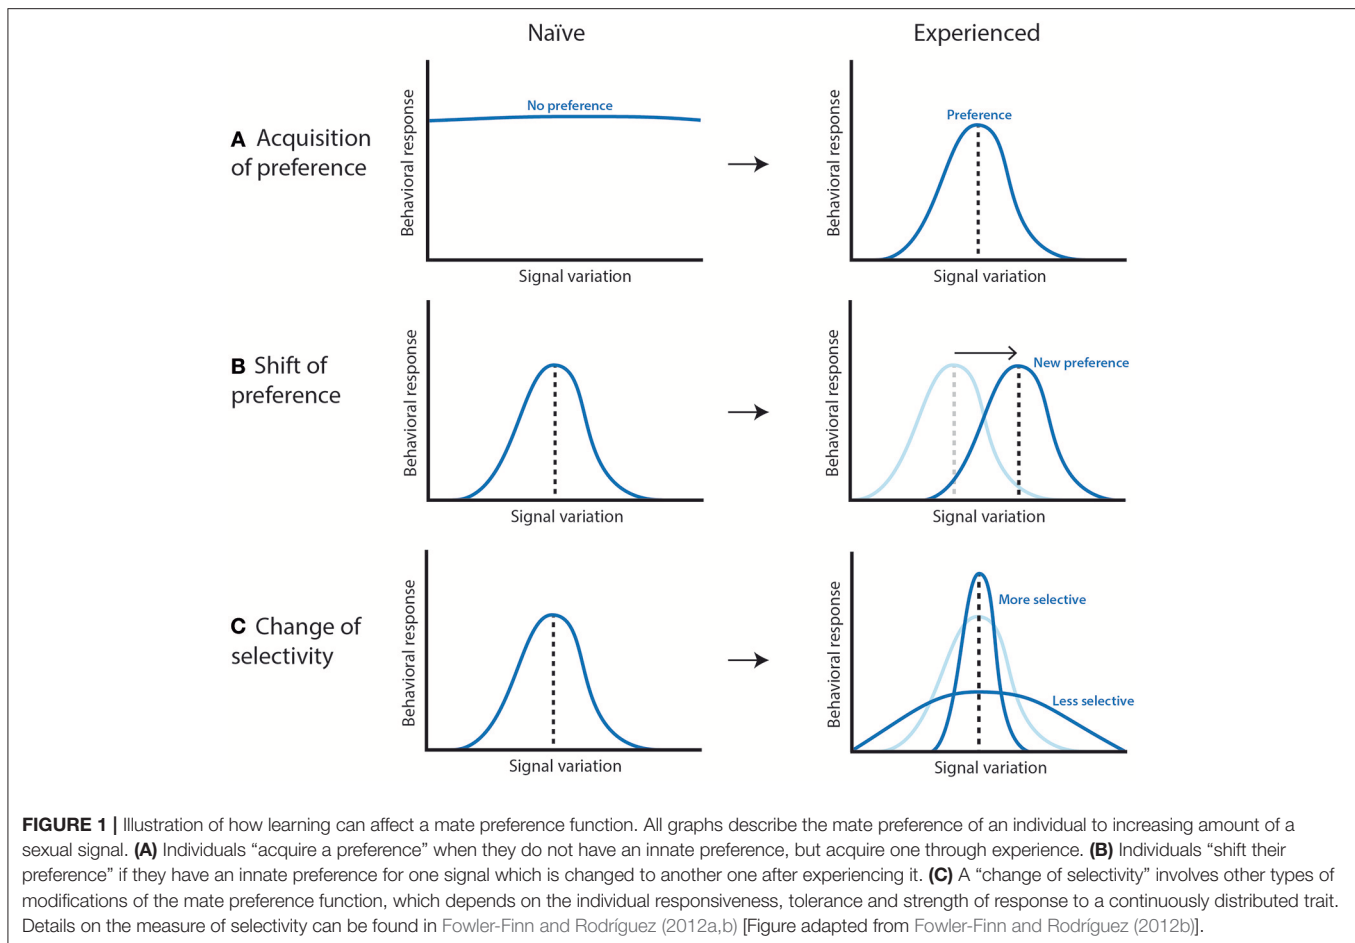 Naïve
Experienced
A Acquisition
of preference
Behavioral response
No preference
Signal variation
Behavioral response
Preference
Signal variation
B Shift of
preference
Behavioral response
Signal variation
Behavioral response
New preference
Signal variation
C Change of
selectivity
Behavioral response
Signal variation
Behavioral response
More selective
Less selective
Signal variation
FIGURE 1 | Illustration of how learning can affect a mate preference function. All graphs describe the mate preference of an individual to increasing amount of a
sexual signal. (A) Individuals “acquire a preference” when they do not have an innate preference, but acquire one through experience. (B) Individuals “shift their
preference” if they have an innate preference for one signal which is changed to another one after experiencing it. (C) A “change of selectivity” involves other types of
modifications of the mate preference function, which depends on the individual responsiveness, tolerance and strength of response to a continuously distributed trait.
Details on the measure of selectivity can be found in Fowler-Finn and Rodríguez (2012a,b) [Figure adapted from Fowler-Finn and Rodríguez (2012b)].